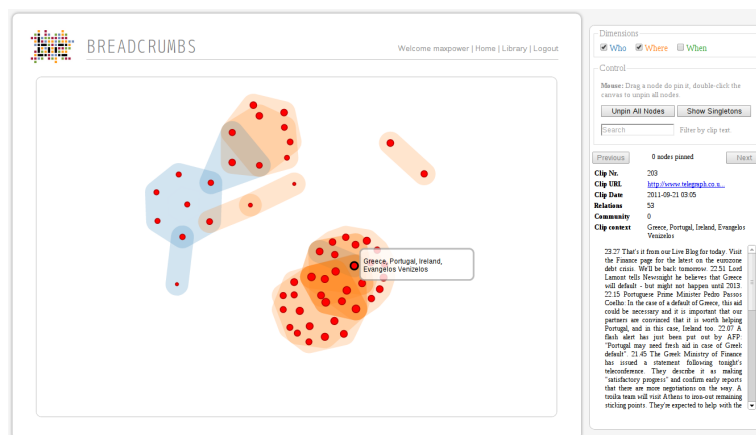 BREADCRUMBS
Welcome maxpower | Home | Library | Logout
Greece, Portugal, Ireland,
Evangelos Venizelos
Dimensions
Who Where When
Control
Mouse: Drag a node do pin it, double-click the
canvas to unpin all nodes.
Unpin All Nodes Show Singletons
Search Filter by clip text
Previous 0 nodes pinned Next
Clip Nr. 203
Clip URL http://www.telegraph.co.u...
Clip Date 2011-09-21 03:05
Relations 53
Community 0
Clip context Greece, Portugal, Ireland, Evangelos
Venizelos
23.27 That's it from our Live Blog for today. Visit
the Finance page for the latest on the eurozone
debt crisis. We'll be back tomorrow. 22.51 Lord
Lamont tells Newsnight he believes that Greece
will default - but might not happen until 2013.
22.15 Portuguese Prime Minister Pedro Passos
Coelho: In the case of a default of Greece, this aid
could be necessary and it is important that our
partners are convinced that it is worth helping
Portugal, and in this case, Ireland too. 22.07 A
flash alert has just been put out by AFP:
"Portugal may need fresh aid in case of Greek
default". 21.45 The Greek Ministry of Finance
has issued a statement following tonight's
teleconference. They describe it as making
"satisfactory progress" and confirm early reports
that there are more negotiations on the way. A
troika team will visit Athens to iron-out remaining
sticking points. They're expected to help with the